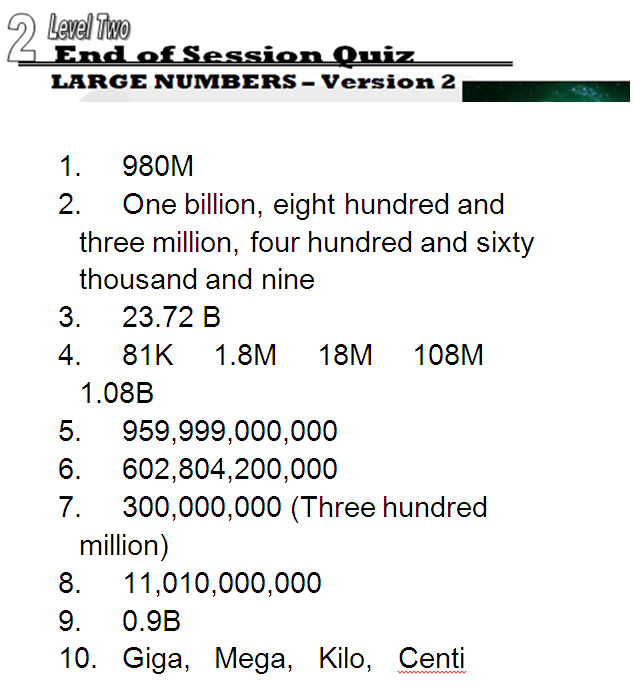 2 Level Two
End of Session Quiz
LARGE NUMBERS – Version 2
1. 980M
2. One billion, eight hundred and
three million, four hundred and sixty
thousand and nine
3. 23.72 B
4. 81K 1.8M 18M 108M
1.08B
5. 959,999,000,000
6. 602,804,200,000
7. 300,000,000 (Three hundred
million)
8. 11,010,000,000
9. 0.9B
10. Giga, Mega, Kilo, Centi